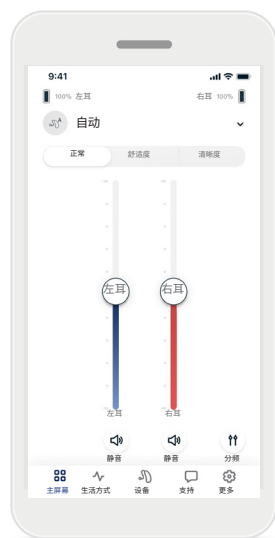 9:41
100% 左耳 右耳 100%
A 自动
正常 舒适度 清晰度
左耳 右耳
左耳 右耳
静音 静音 分频
主屏幕 生活方式 设备 支持 更多